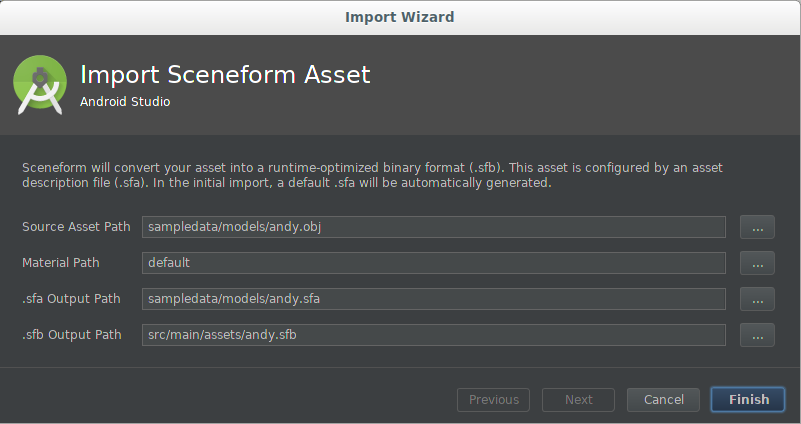 Import Wizard
Import Sceneform Asset
Android Studio
Sceneform will convert your asset into a runtime-optimized binary format (.sfb). This asset is configured by an asset
description file (.sfa). In the initial import, a default .sfa will be automatically generated.
Source Asset Path sampledata/models/andy.obj ...
Material Path default ...
.sfa Output Path sampledata/models/andy.sfa ...
.sfb Output Path src/main/assets/andy.sfb ...
Previous Next Cancel Finish